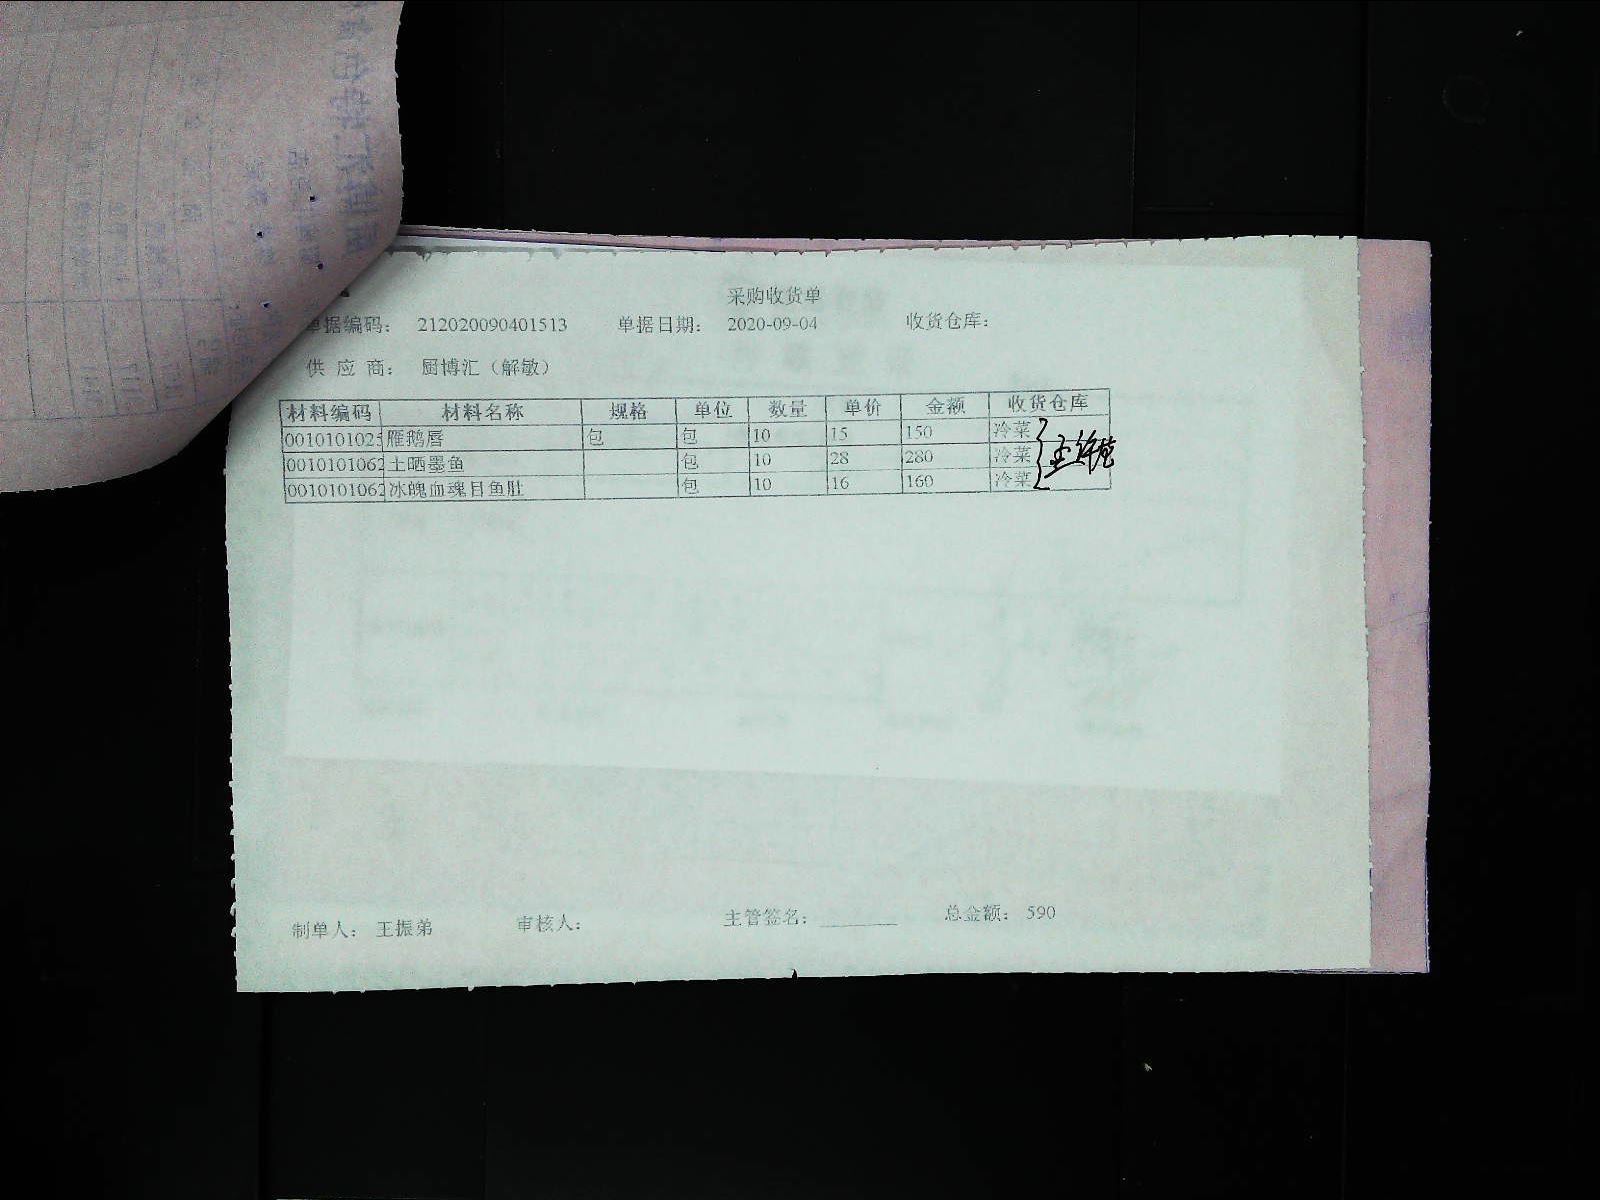 采购收货单
单据编码： 212020090401513 单据日期： 2020-09-04 收货仓库：
供 应 商： 厨博汇（解敏）
材料编码 材料名称 规格 单位 数量 单价 金额 收货仓库
0010101025 雁鹅唇 包 包 10 15 150 冷菜
0010101062 土晒墨鱼 包 10 28 280 冷菜
0010101062 冰魄血魂目鱼肚 包 10 16 160 冷菜
制单人： 王振弟 审核人： 主管签名： 总金额： 590